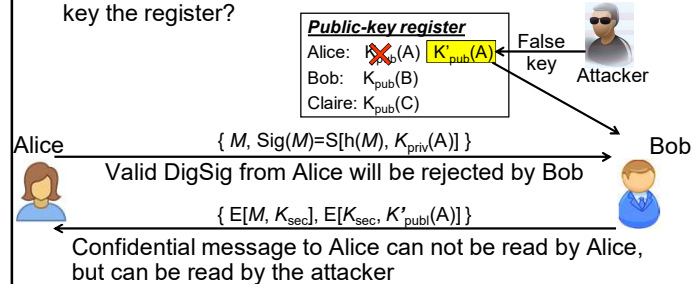 key the register?
Public-key register
Alice: Kpub(A) K'pub(A)
False
key
Attacker
Bob: Kpub(B)
Claire: Kpub(C)
Alice
{ M, Sig(M)=S[h(M), Kpriv(A)] }
Bob
Valid DigSig from Alice will be rejected by Bob
{ E[M, Ksec], E[Ksec, K'publ(A)] }
Confidential message to Alice can not be read by Alice,
but can be read by the attacker